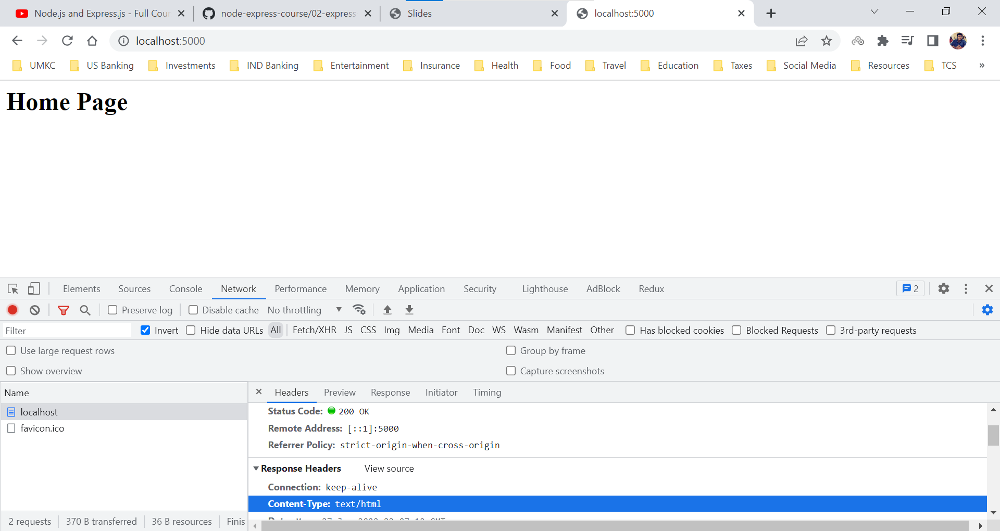 Node.js and Express.js - Full Cour
node-express-course/02-express
Slides
localhost:5000
localhost:5000
UMKC US Banking Investments IND Banking Entertainment Insurance Health Food Travel Education Taxes Social Media Resources TCS »
Home Page
Elements Sources Console Network Performance Memory Application Security Lighthouse AdBlock Redux 2
Preserve log Disable cache No throttling
Filter Invert Hide data URLs All Fetch/XHR JS CSS Img Media Font Doc WS Wasm Manifest Other Has blocked cookies Blocked Requests 3rd-party requests
Use large request rows Group by frame
Show overview Capture screenshots
Name
localhost
favicon.ico
2 requests 370 B transferred 36 B resources Finis
Headers Preview Response Initiator Timing
Status Code: 200 OK
Remote Address: [::1]:5000
Referrer Policy: strict-origin-when-cross-origin
Response Headers View source
Connection: keep-alive
Content-Type: text/html